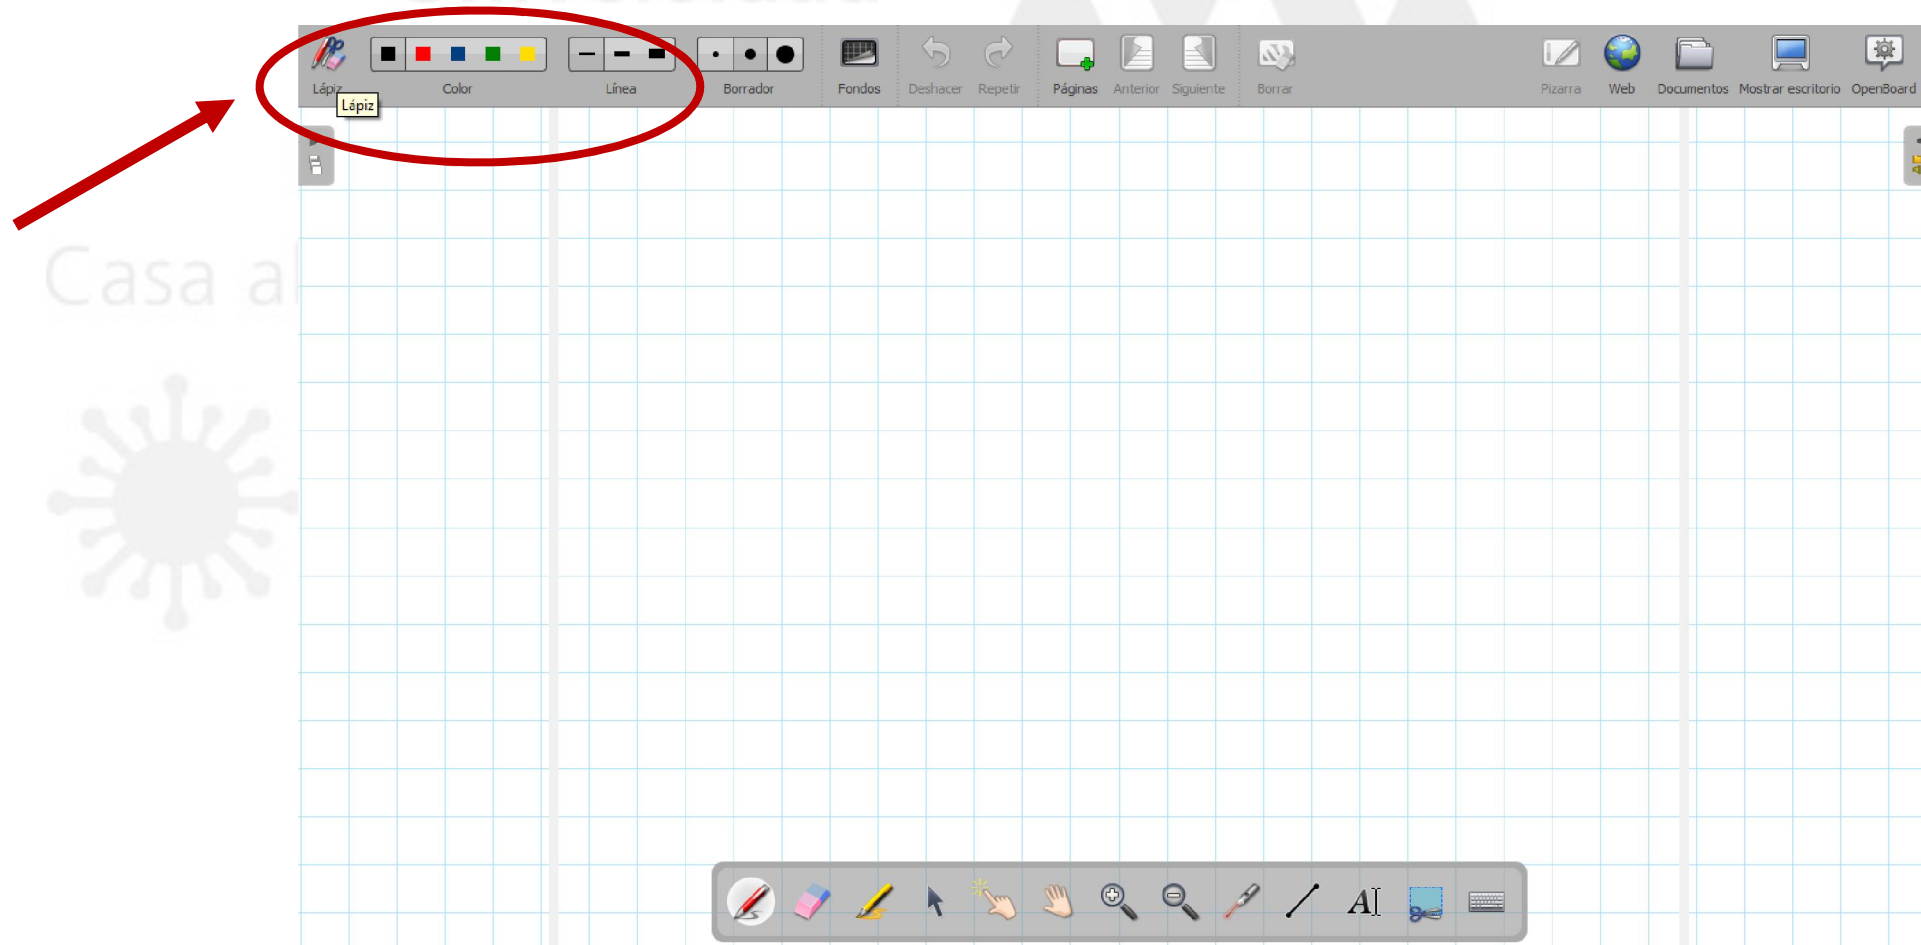 Lápiz Color Línea Borrador Fondos Deshacer Repetir Páginas Anterior Siguiente Borrar Pizarra Web Documentos Mostrar escritorio OpenBoard
Lápiz
Casa al
A